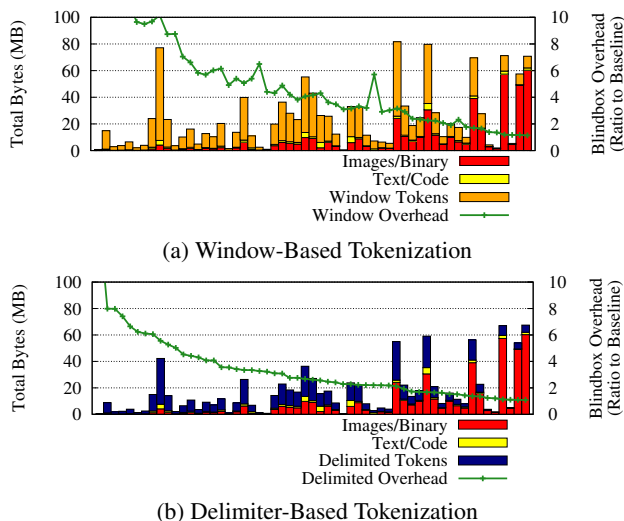 100
80
60
40
20
0
Total Bytes (MB)
10
8
6
4
2
0
Blindbox Overhead
(Ratio to Baseline)
Images/Binary
Text/Code
Window Tokens
Window Overhead
(a) Window-Based Tokenization
100
80
60
40
20
0
Total Bytes (MB)
10
8
6
4
2
0
Blindbox Overhead
(Ratio to Baseline)
Images/Binary
Text/Code
Delimited Tokens
Delimited Overhead
(b) Delimiter-Based Tokenization